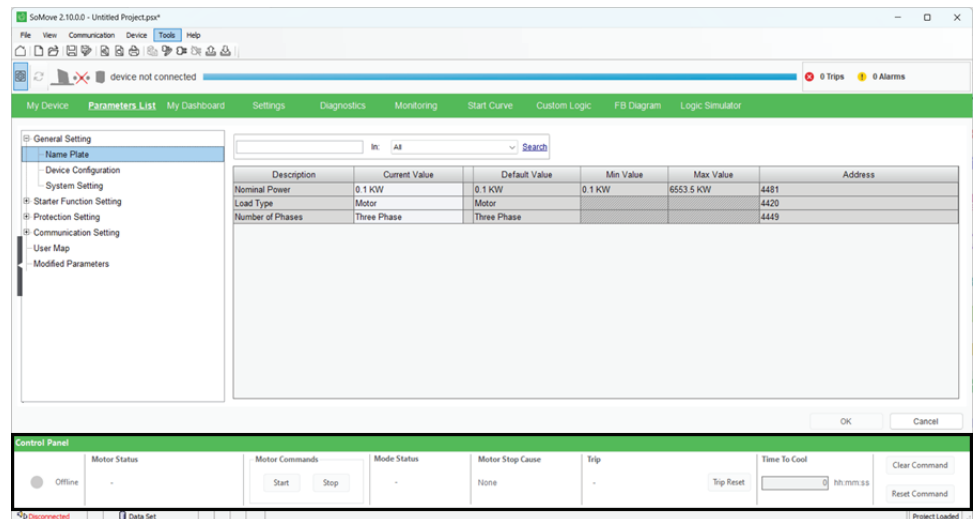 SoMove 2.10.0.0 - Untitled Project.psx*
File View Communication Device Tools Help
device not connected
0 Trips
0 Alarms
My Device Parameters List My Dashboard Settings Diagnostics Monitoring Start Curve Custom Logic FB Diagram Logic Simulator
General Setting
Name Plate
Device Configuration
System Setting
Starter Function Setting
Protection Setting
Communication Setting
User Map
Modified Parameters
In: All Search
Description Current Value Default Value Min Value Max Value Address
Nominal Power 0.1 KW 0.1 KW 0.1 KW 6553.5 KW 4481
Load Type Motor Motor 4420
Number of Phases Three Phase Three Phase 4449
OK Cancel
Control Panel
Motor Status Motor Commands Mode Status Motor Stop Cause Trip Time To Cool
Clear Command
Offline - Start Stop - None - Trip Reset 0 hh:mm:ss
Reset Command
Disconnected Data Set Project Loaded